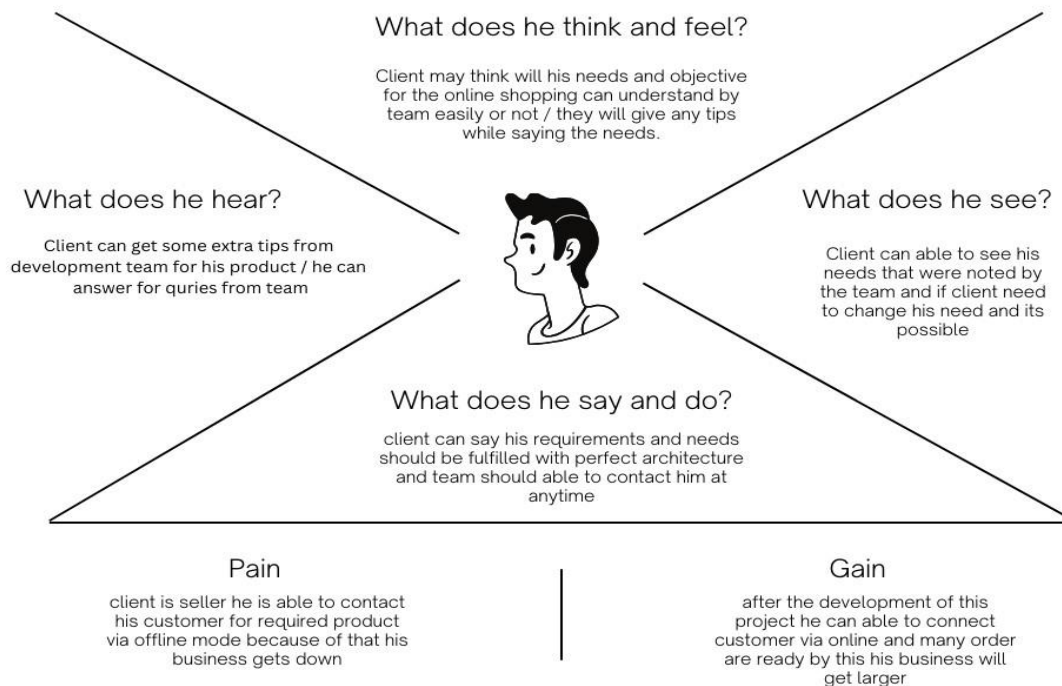 What does he think and feel?
Client may think will his needs and objective
for the online shopping can understand by
team easily or not / they will give any tips
while saying the needs.
What does he hear?
Client can get some extra tips from
development team for his product / he can
answer for quries from team
What does he see?
Client can able to see his
needs that were noted by
the team and if client need
to change his need and its
possible
What does he say and do?
client can say his requirements and needs
should be fulfilled with perfect architecture
and team should able to contact him at
anytime
Pain
client is seller he is able to contact
his customer for required product
via offline mode because of that his
business gets down
Gain
after the development of this
project he can able to connect
customer via online and many order
are ready by this his business will
get larger